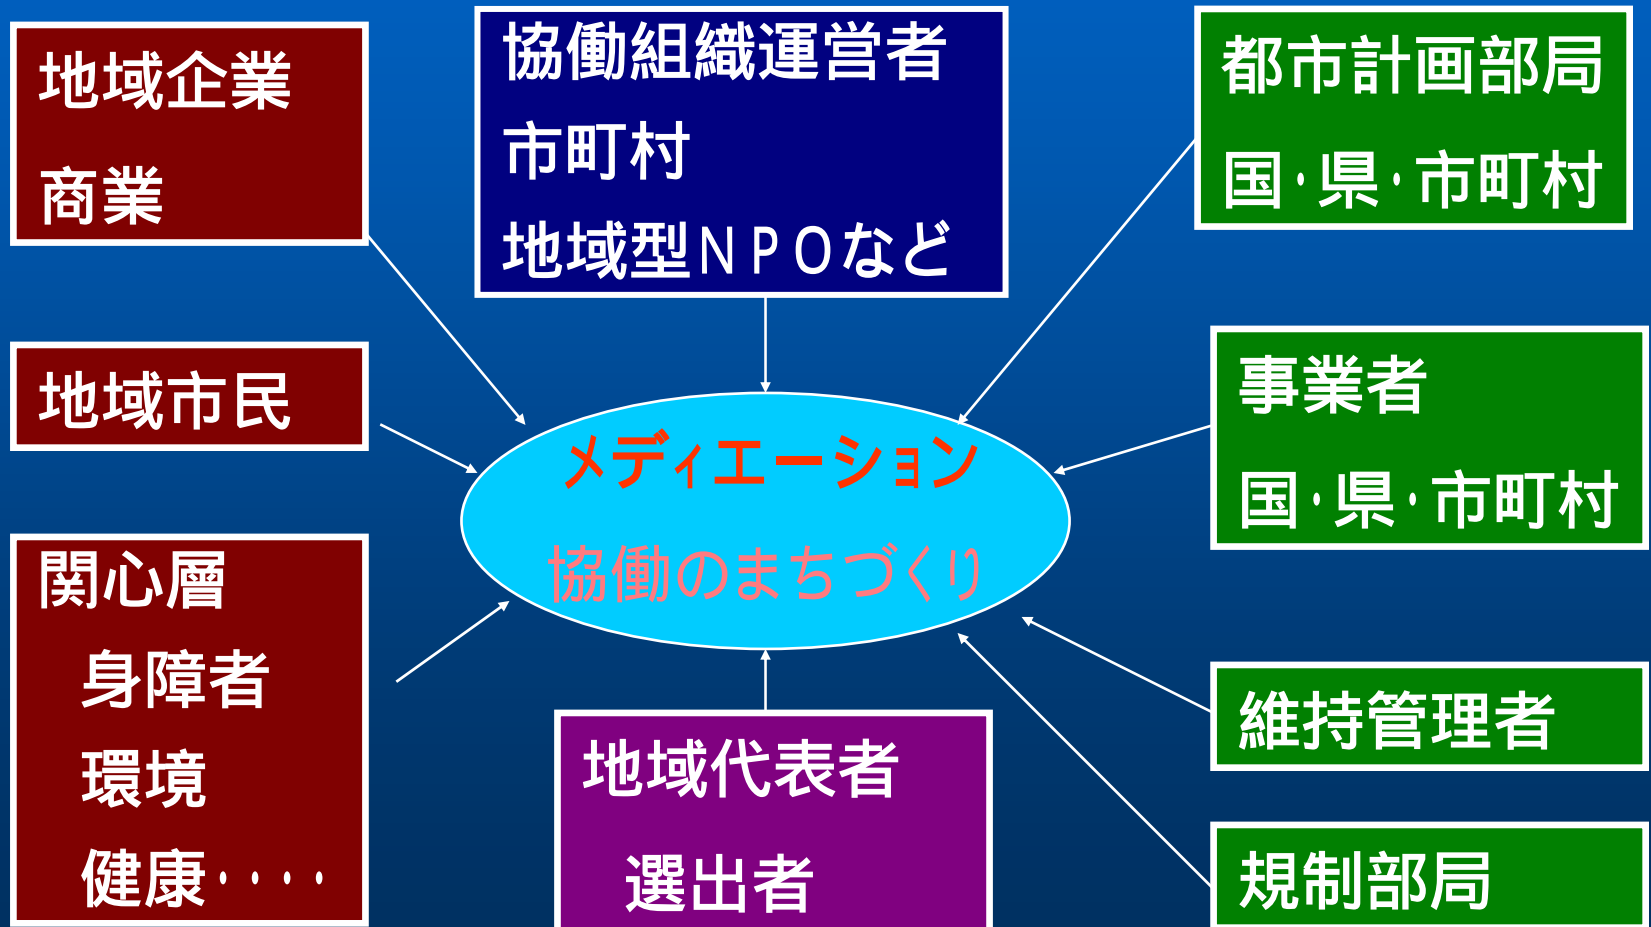 地域企業
商業
協働組織運営者
市町村
地域型ＮＰＯなど
都市計画部局
国・県・市町村
地域市民
事業者
国・県・市町村
メディエーション
協働のまちづくり
関心層
身障者
環境
健康・・・・
地域代表者
選出者
維持管理者
規制部局